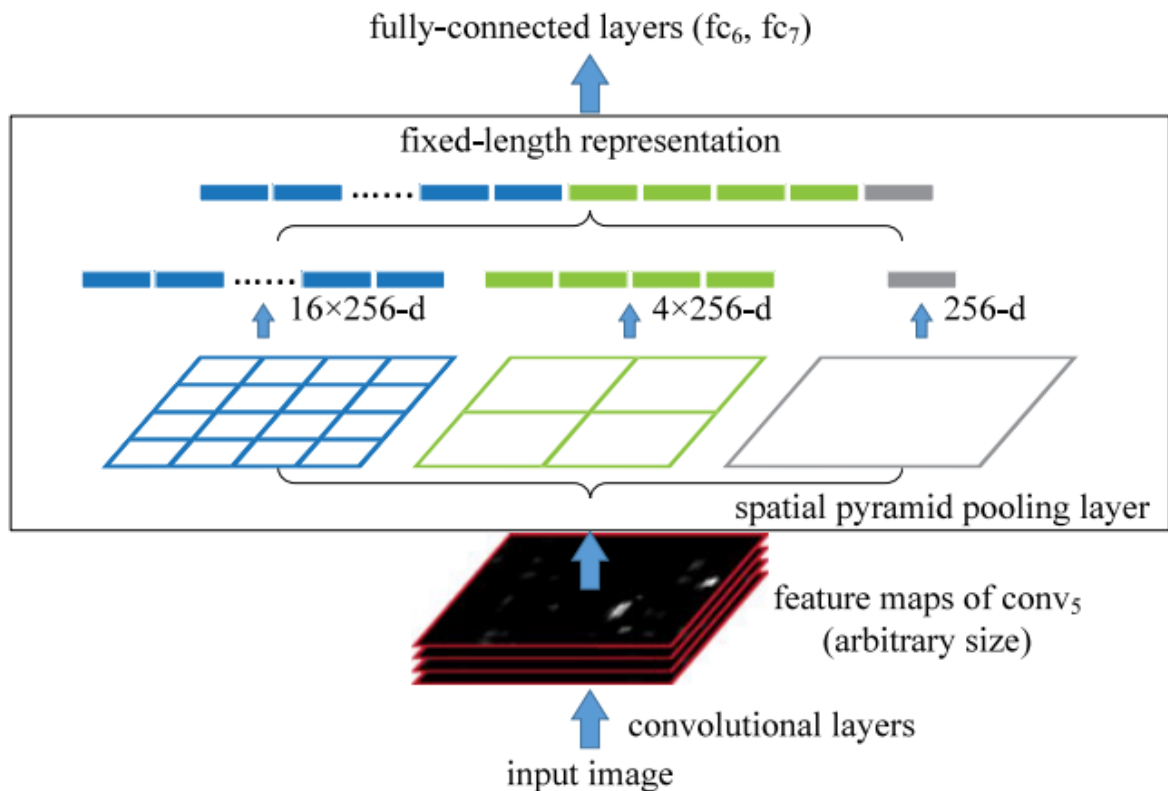 fully-connected layers (fc₆, fc₇)
fixed-length representation
......
......
16×256-d
4×256-d
256-d
spatial pyramid pooling layer
feature maps of conv₅
(arbitrary size)
convolutional layers
input image